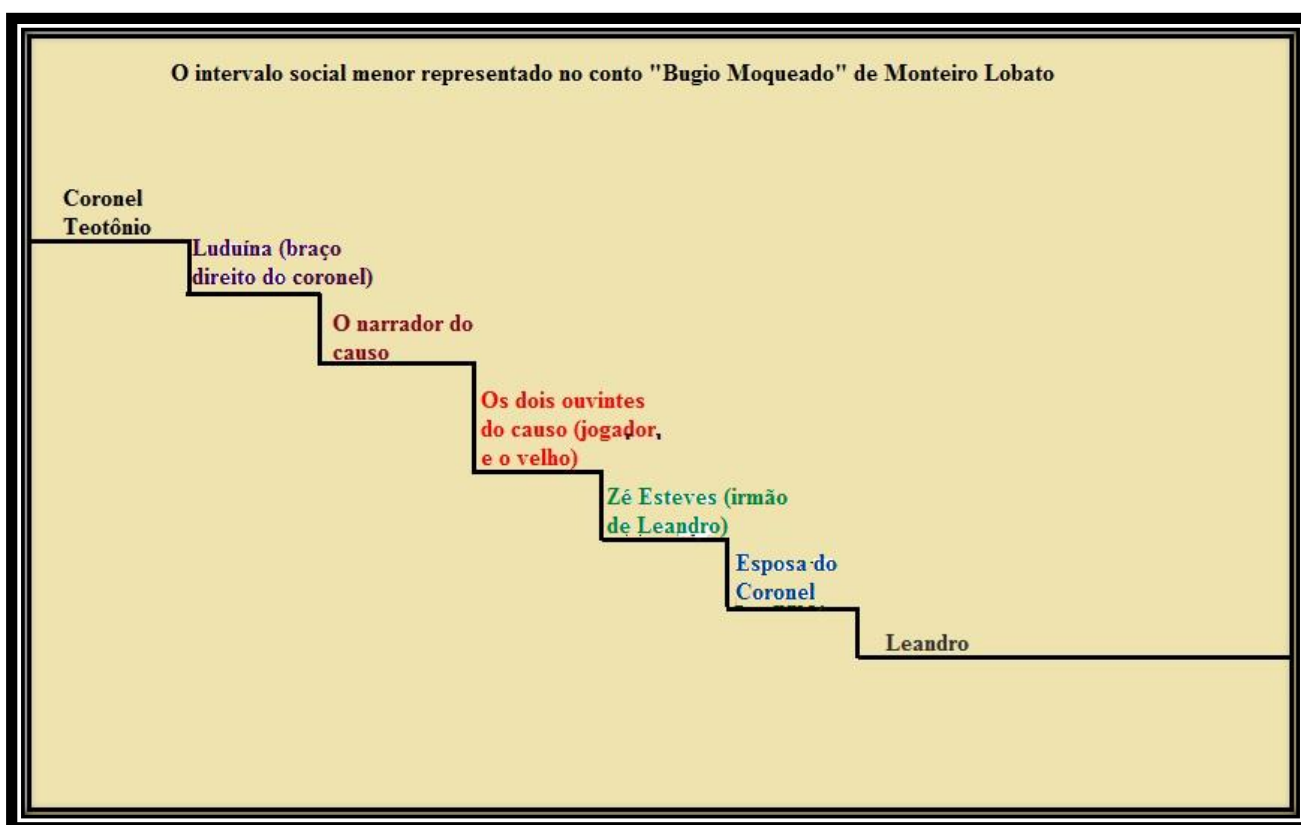 O intervalo social menor representado no conto "Bugio Moqueado" de Monteiro Lobato
Coronel
Teotônio
Luduína (braço
direito do coronel)
O narrador do
causo
Os dois ouvintes
do causo (jogador,
e o velho)
Zé Esteves (irmão
de Leandro)
Esposa do
Coronel
Leandro